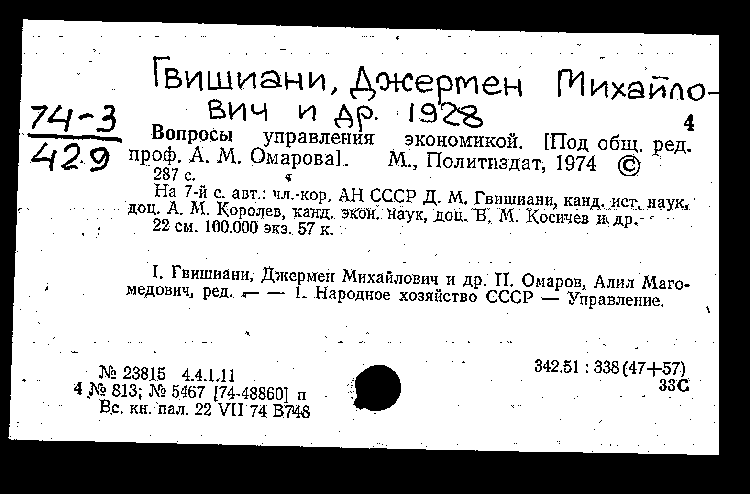 Гвишиани, Джермен Михайло-
вич и др. 1928
74-3
429
4
Вопросы управления экономикой. [Под общ. ред.
проф. А. М. Омарова]. М., Политиздат, 1974 ©
287 с.
На 7-й с. авт.: чл.-кор. АН СССР Д. М. Гвишиани, канд. ист. наук,
доц. А. М. Королев, канд. экон. наук, доц. В. М. Косичев и др.
22 см. 100.000 экз. 57 к.
I. Гвишиани, Джермен Михайлович и др. II. Омаров, Алил Маго-
медович, ред. — — 1. Народное хозяйство СССР — Управление.
№ 23815 4.4.1.11
4 № 813; № 5467 [74-48860] п
Вс. кн. пал. 22 VII 74 В748
342.51 : 338(47+57)
33С